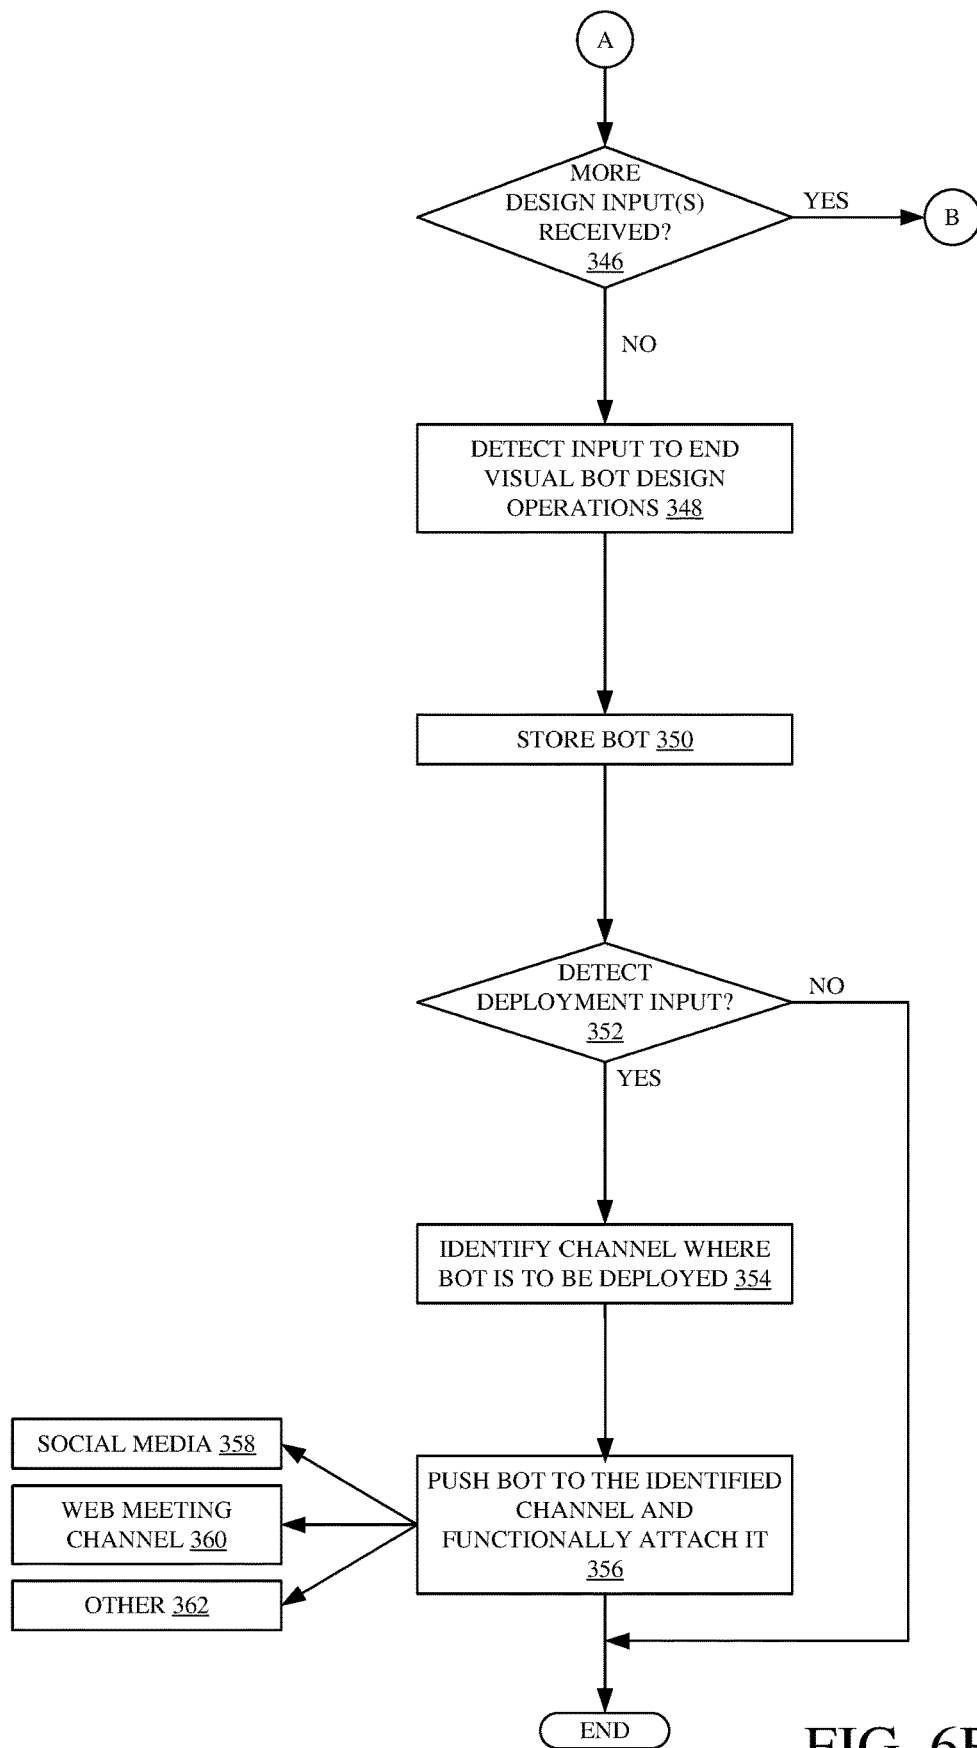 A
MORE
DESIGN INPUT(S)
RECEIVED?
346
YES
B
NO
DETECT INPUT TO END
VISUAL BOT DESIGN
OPERATIONS 348
STORE BOT 350
DETECT
DEPLOYMENT INPUT?
352
NO
YES
IDENTIFY CHANNEL WHERE
BOT IS TO BE DEPLOYED 354
SOCIAL MEDIA 358
WEB MEETING
CHANNEL 360
OTHER 362
PUSH BOT TO THE IDENTIFIED
CHANNEL AND
FUNCTIONALLY ATTACH IT
356
END
FIG. 6